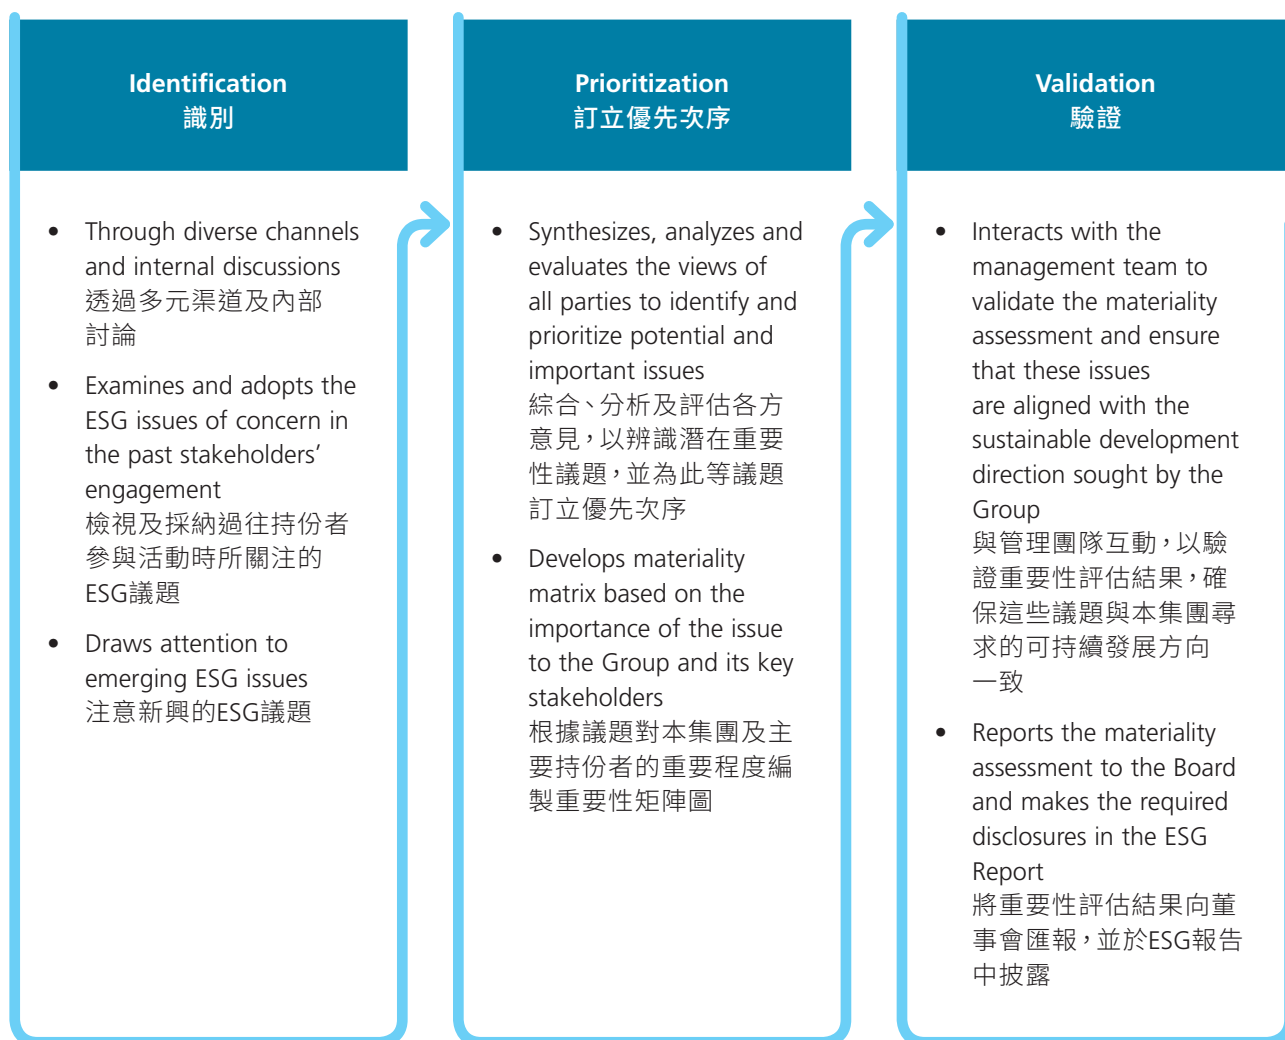 Identification
識別
Through diverse channels
and internal discussions
透過多元渠道及內部
討論
Examines and adopts the
ESG issues of concern in
the past stakeholders’
engagement
檢視及採納過往持份者
參與活動時所關注的
ESG議題
Draws attention to
emerging ESG issues
注意新興的ESG議題
Prioritization
訂立優先次序
Synthesizes, analyzes and
evaluates the views of
all parties to identify and
prioritize potential and
important issues
綜合、分析及評估各方
意見，以辨識潛在重要
性議題，並為此等議題
訂立優先次序
Develops materiality
matrix based on the
importance of the issue
to the Group and its key
stakeholders
根據議題對本集團及主
要持份者的重要程度編
製重要性矩陣圖
Validation
驗證
Interacts with the
management team to
validate the materiality
assessment and ensure
that these issues
are aligned with the
sustainable development
direction sought by the
Group
與管理團隊互動，以驗
證重要性評估結果，確
保這些議題與本集團尋
求的可持續發展方向
一致
Reports the materiality
assessment to the Board
and makes the required
disclosures in the ESG
Report
將重要性評估結果向董
事會匯報，並於ESG報告
中披露